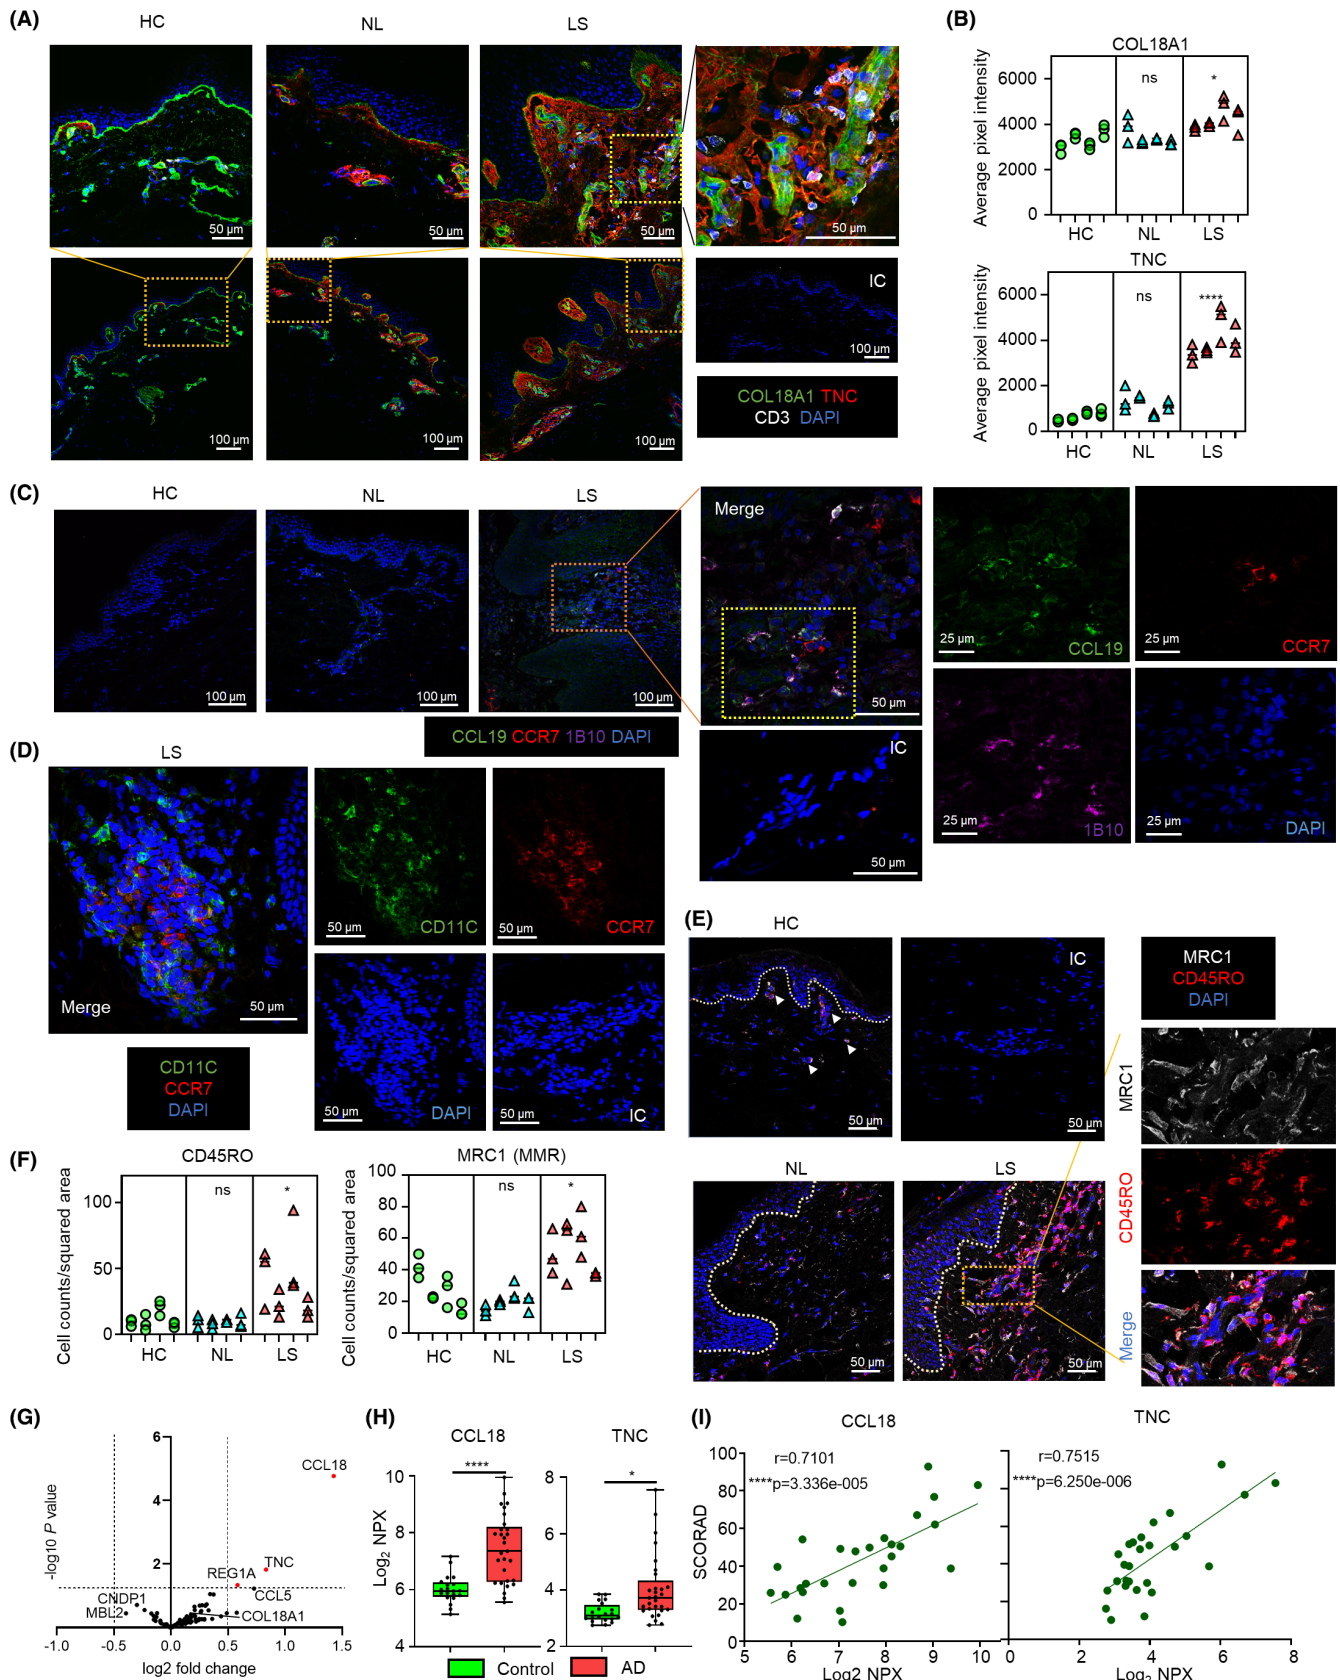 (A)
HC
NL
LS
50 µm
50 µm
50 µm
50 µm
100 µm
100 µm
100 µm
IC
100 µm
COL18A1 TNC
CD3 DAPI
(B)
COL18A1
Average pixel intensity
6000
4000
2000
0
ns
*
HC
NL
LS
TNC
Average pixel intensity
6000
4000
2000
0
ns
****
HC
NL
LS
(C)
HC
NL
LS
100 µm
100 µm
100 µm
CCL19 CCR7 1B10 DAPI
Merge
50 µm
IC
50 µm
25 µm
CCL19
25 µm
CCR7
25 µm
1B10
25 µm
DAPI
(D)
LS
Merge
50 µm
CD11C
CCR7
DAPI
50 µm
CD11C
50 µm
CCR7
50 µm
DAPI
50 µm
IC
(E)
HC
50 µm
IC
50 µm
NL
50 µm
LS
50 µm
MRC1
CD45RO
DAPI
MRC1
CD45RO
Merge
(F)
CD45RO
Cell counts/squared area
100
50
0
ns
*
HC
NL
LS
MRC1 (MMR)
Cell counts/squared area
100
80
60
40
20
0
ns
*
HC
NL
LS
(G)
-log10 P value
6
4
2
CCL18
TNC
REG1A
CCL5
CNDP1
MBL2
COL18A1
-1.0
-0.5
0.0
0.5
1.0
1.5
log2 fold change
(H)
CCL18
****
Log2 NPX
10
8
6
4
TNC
*
8
6
4
2
Control
AD
(I)
CCL18
r=0.7101
****p=3.336e-005
SCORAD
100
80
60
40
20
0
5
6
7
8
9
10
Log2 NPX
TNC
r=0.7515
****p=6.250e-006
0
2
4
6
8
Log2 NPX